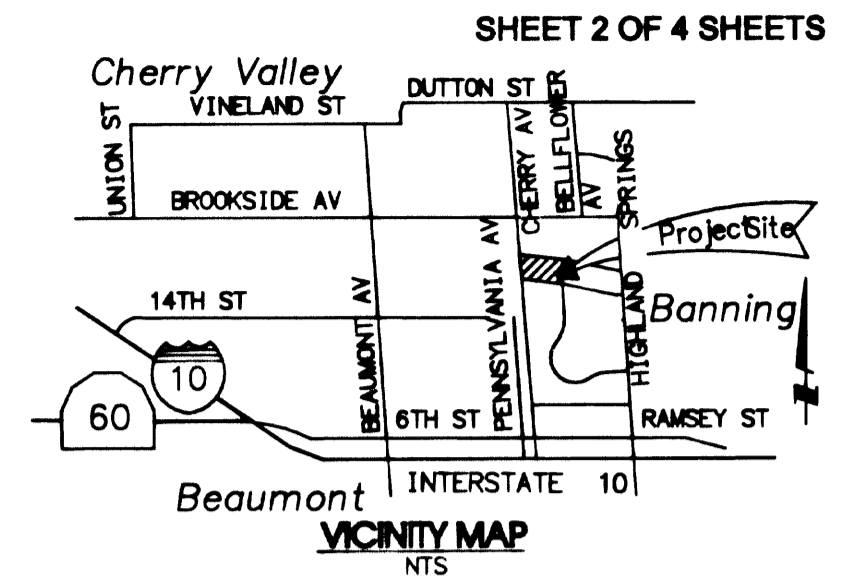 SHEET 2 OF 4 SHEETS
Cherry Valley
DUTTON ST
VINELAND ST
UNION ST
CHERRY AV
BELLFLOWER
AV
SPRINGS
BROOKSIDE AV
Project Site
PENNSYLVANIA AV
14TH ST
BEAUMONT AV
HIGHLAND
Banning
10
60
6TH ST
RAMSEY ST
N
Beaumont
INTERSTATE 10
VICINITY MAP
NTS